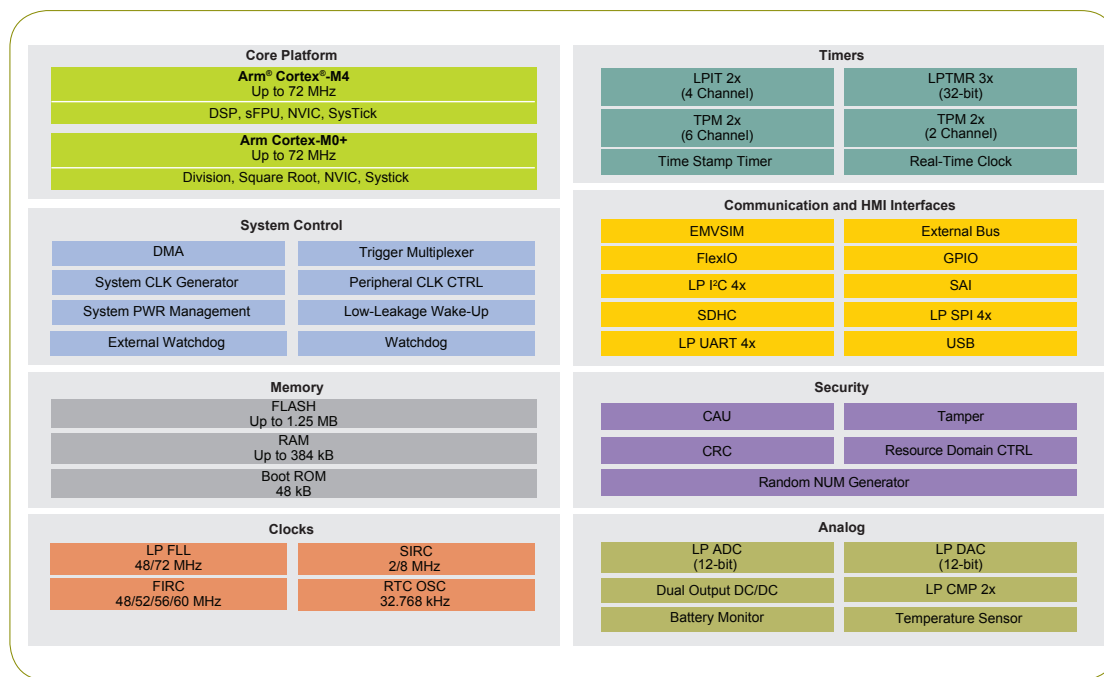 Core Platform
Arm® Cortex®-M4
Up to 72 MHz
DSP, sFPU, NVIC, SysTick
Arm Cortex-M0+
Up to 72 MHz
Division, Square Root, NVIC, Systick
System Control
DMA
Trigger Multiplexer
System CLK Generator
Peripheral CLK CTRL
System PWR Management
Low-Leakage Wake-Up
External Watchdog
Watchdog
Memory
FLASH
Up to 1.25 MB
RAM
Up to 384 kB
Boot ROM
48 kB
Clocks
LP FLL
48/72 MHz
SIRC
2/8 MHz
FIRC
48/52/56/60 MHz
RTC OSC
32.768 kHz
Timers
LPIT 2x
(4 Channel)
LPTMR 3x
(32-bit)
TPM 2x
(6 Channel)
TPM 2x
(2 Channel)
Time Stamp Timer
Real-Time Clock
Communication and HMI Interfaces
EMVSIM
External Bus
FlexIO
GPIO
LP I²C 4x
SAI
SDHC
LP SPI 4x
LP UART 4x
USB
Security
CAU
Tamper
CRC
Resource Domain CTRL
Random NUM Generator
Analog
LP ADC
(12-bit)
LP DAC
(12-bit)
Dual Output DC/DC
LP CMP 2x
Battery Monitor
Temperature Sensor